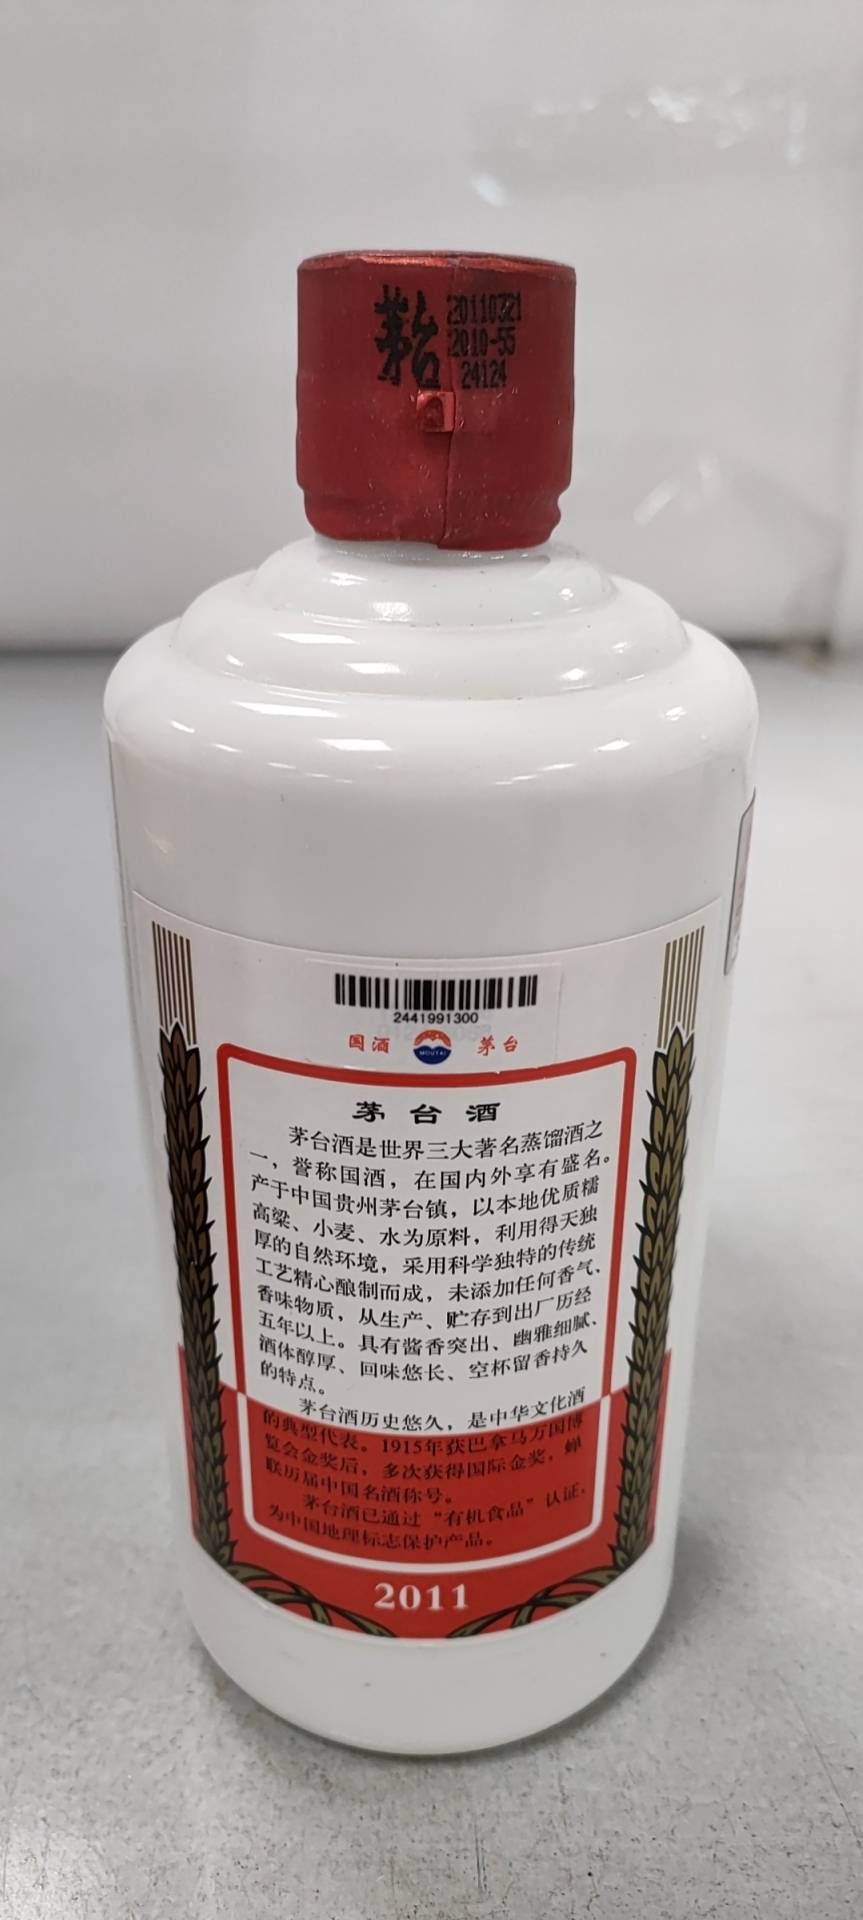 茅台
20110321
2010-55
24124
2441991300
国酒
MOUTAI
茅台
茅台酒
茅台酒是世界三大著名蒸馏酒之
一，誉称国酒，在国内外享有盛名。
产于中国贵州茅台镇，以本地优质糯
高粱、小麦、水为原料，利用得天独
厚的自然环境，采用科学独特的传统
工艺精心酿制而成，未添加任何香气、
香味物质，从生产、贮存到出厂历经
五年以上。具有酱香突出、幽雅细腻、
酒体醇厚、回味悠长、空杯留香持久
的特点。
茅台酒历史悠久，是中华文化酒
的典型代表。1915年获巴拿马万国博
览会金奖后，多次获得国际金奖，蝉
联历届中国名酒称号。
茅台酒已通过“有机食品”认证，
为中国地理标志保护产品。
2011